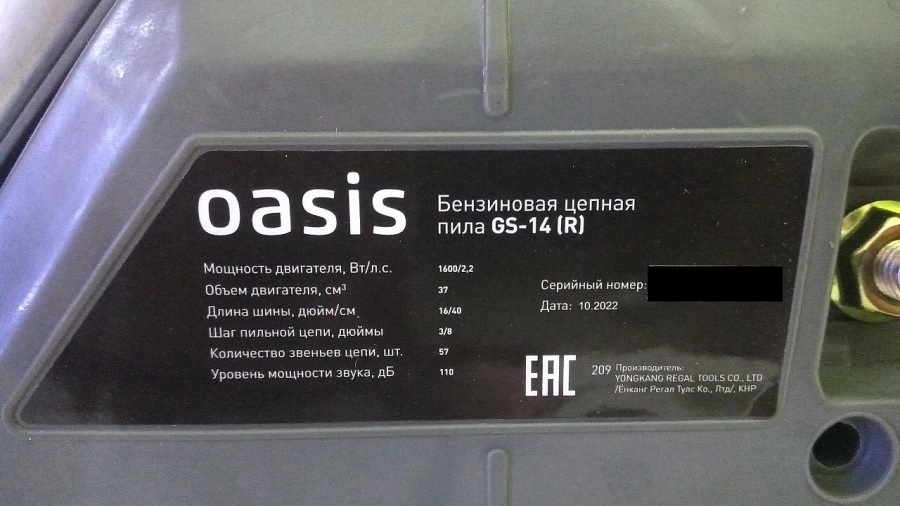 oasis
Бензиновая цепная
пила GS-14 (R)
Мощность двигателя, Вт/л.с. 1600/2,2
Объем двигателя, см³ 37
Длина шины, дюйм/см 16/40
Шаг пильной цепи, дюймы 3/8
Количество звеньев цепи, шт. 57
Уровень мощности звука, дБ 110
Серийный номер:
Дата: 10.2022
EAC
209 Производитель:
YONGKANG REGAL TOOLS CO., LTD
/Енканг Регал Тулс Ко., Лтд/, КНР